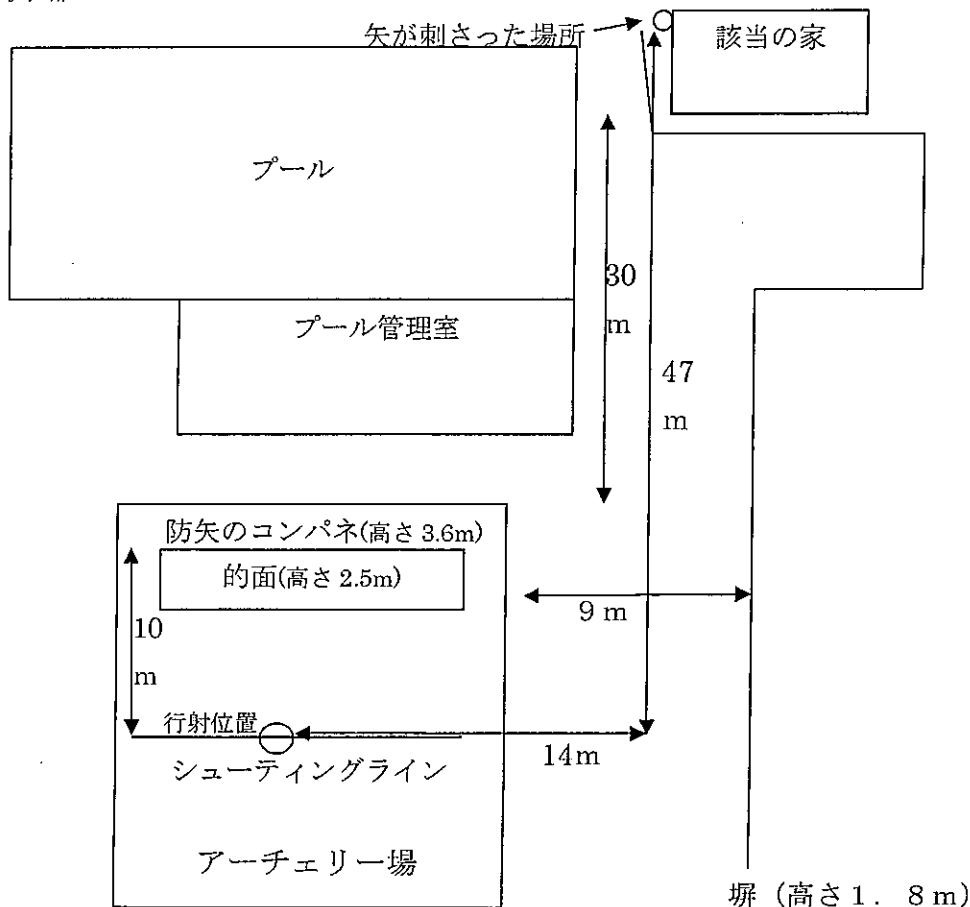 矢が刺さった場所
該当の家
プール
プール管理室
30
m
47
m
防矢のコンパネ(高さ3.6m)
的面(高さ2.5m)
10
m
9m
行射位置
14m
シューティングライン
アーチェリー場
塀（高さ1．8m）